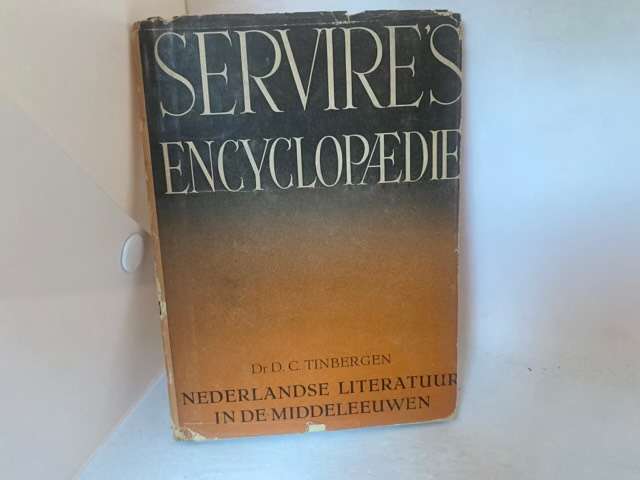 SERVIRE'S
ENCYCLOPÆDIE
Dr D. C. TINBERGEN
NEDERLANDSE LITERATUUR
IN DE MIDDELEEUWEN